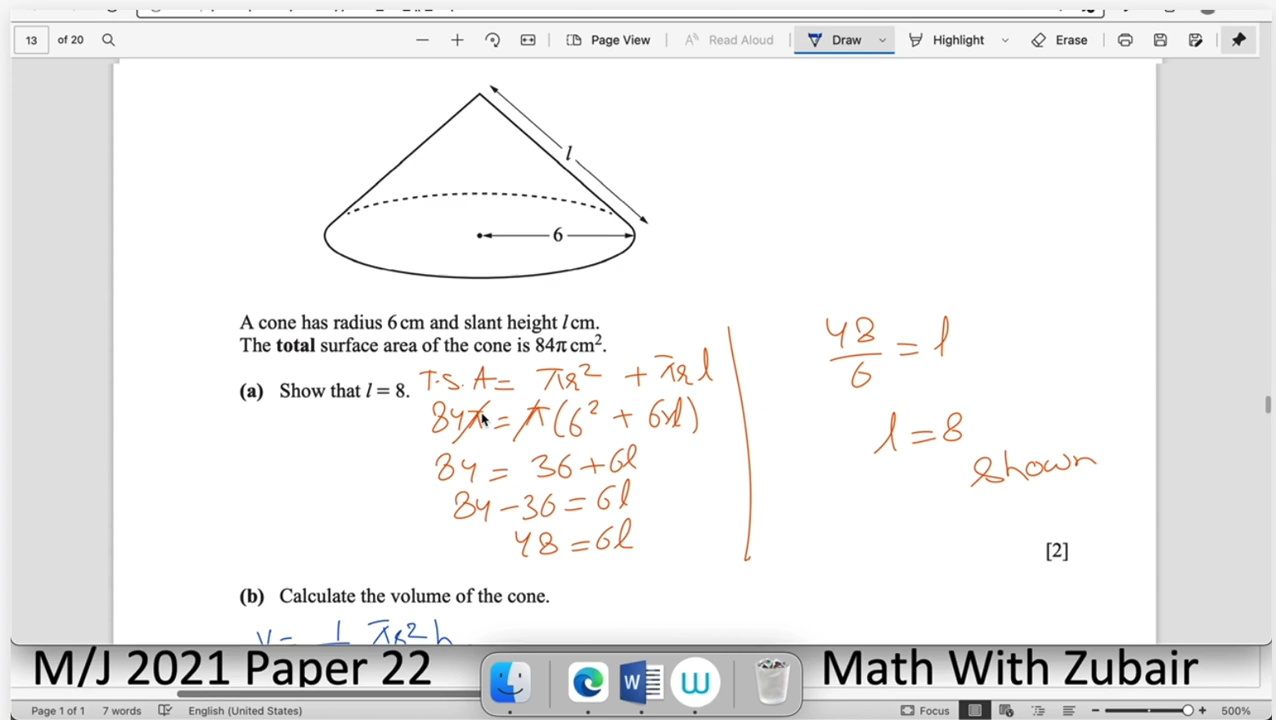 13 of 20
Page View
Read Aloud
Draw
Highlight
Erase
l
6
A cone has radius 6 cm and slant height l cm.
The total surface area of the cone is 84π cm².
(a) Show that l = 8.
T.S.A = πr² + πrl
84π = π(6² + 6xl)
84 = 36 + 6l
84 - 36 = 6l
48 = 6l
48/6 = l
l = 8
Shown
[2]
(b) Calculate the volume of the cone.
V = 1 πr²h
M/J 2021 Paper 22
Math With Zubair
W
Page 1 of 1
7 words
English (United States)
Focus
500%